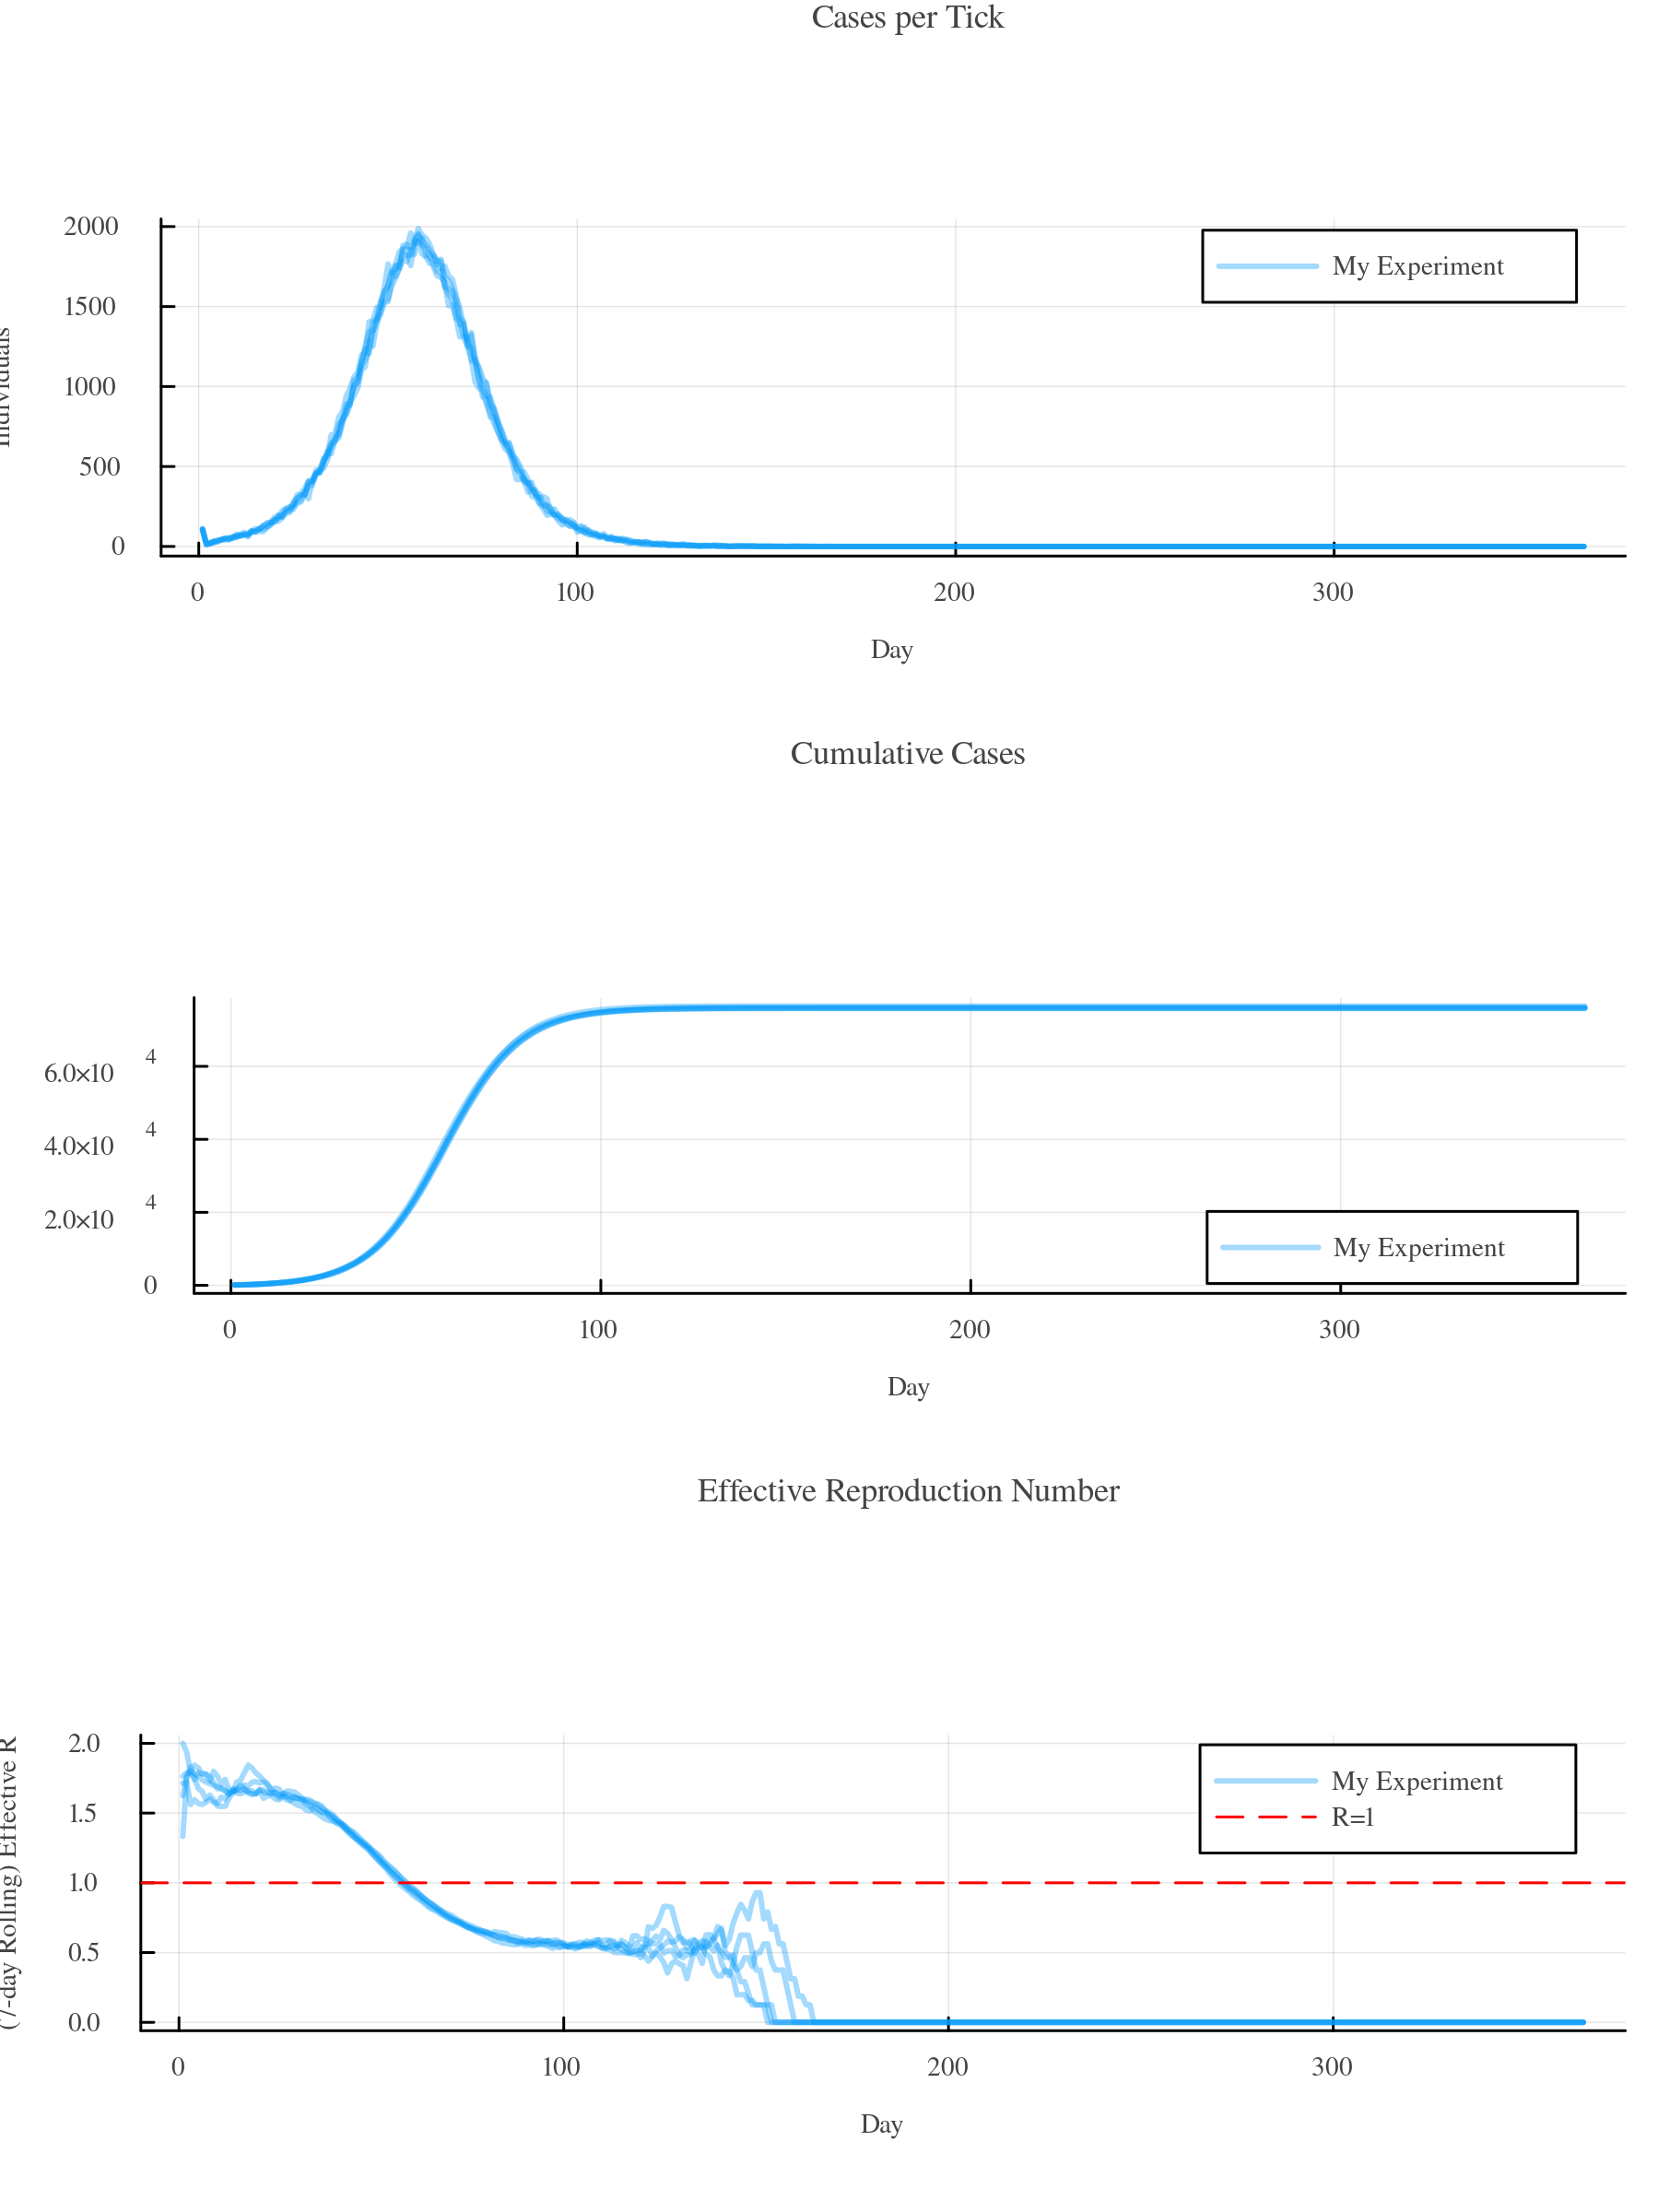 Cases per Tick
Individuals
2000
1500
1000
500
0
My Experiment
0 100 200 300
Day
Cumulative Cases
6.0×10 4
4.0×10 4
2.0×10 4
0
My Experiment
0 100 200 300
Day
Effective Reproduction Number
(7-day Rolling) Effective R
2.0
1.5
1.0
0.5
0.0
My Experiment
R=1
0 100 200 300
Day